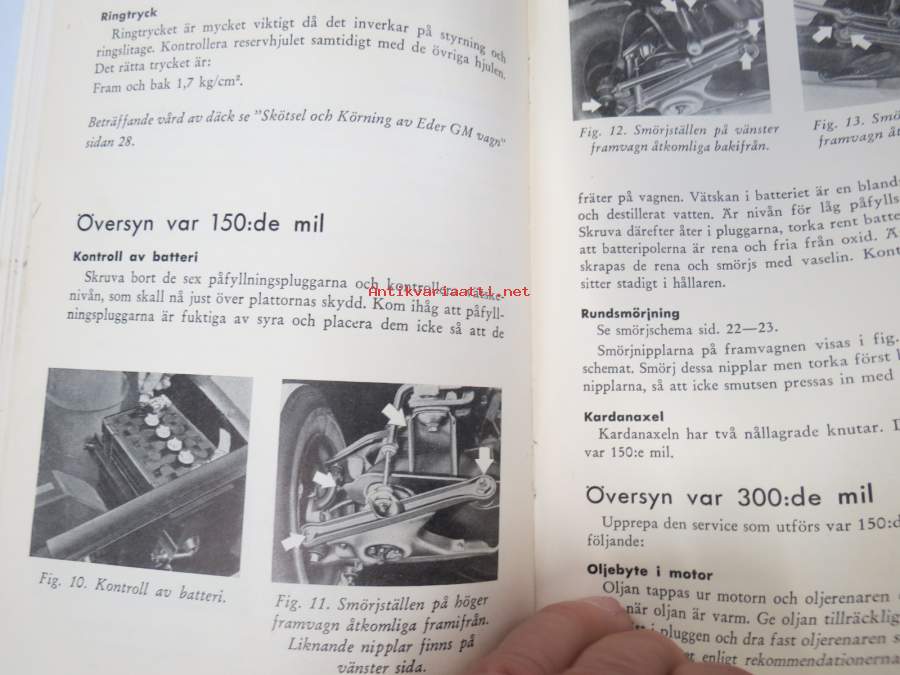 Ringtryck
Ringtrycket är mycket viktigt då det inverkar på styrning och
ringslitage. Kontrollera reservhjulet samtidigt med de övriga hjulen.
Det rätta trycket är:
Fram och bak 1,7 kg/cm².
Beträffande vård av däck se "Skötsel och Körning av Eder GM vagn"
sidan 28.
Översyn var 150:de mil
Kontroll av batteri
Skruva bort de sex påfyllningspluggarna och kontrollera vätske-
nivån, som skall nå just över plattornas skydd. Kom ihåg att påfyll-
ningspluggarna är fuktiga av syra och placera dem icke så att de
Fig. 10. Kontroll av batteri.
Fig. 11. Smörjställen på höger
framvagn åtkomliga framifrån.
Liknande nipplar finns på
vänster sida.
Antikvariaatti.net
Fig. 12. Smörjställen på vänster
framvagn åtkomliga bakifrån.
Fig. 13. Smö
framvagn åt
fräter på vagnen. Vätskan i batteriet är en bland
och destillerat vatten. Är nivån för låg påfylls
Skruva därefter åter i pluggarna, torka rent batte
att batteripolerna är rena och fria från oxid. Ä
skrapas de rena och smörjs med vaselin. Kont
sitter stadigt i hållaren.
Rundsmörjning
Se smörjschema sid. 22—23.
Smörjnipplarna på framvagnen visas i fig.
schemat. Smörj dessa nipplar men torka först
nipplarna, så att icke smutsen pressas in med
Kardanaxel
Kardanaxeln har två nållagrade knutar.
var 150:e mil.
Översyn var 300:de mil
Upprepa den service som utförs var 150:d
följande:
Oljebyte i motor
Oljan tappas ur motorn och oljerenaren
när oljan är varm. Ge oljan tillräcklig
i pluggen och dra fast oljerenaren s
enligt rekommendationerna